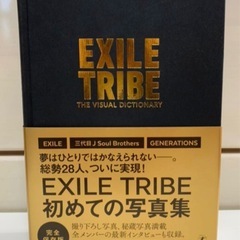 EXILE
TRIBE
THE VISUAL DICTIONARY
EXILE 三代目 J Soul Brothers GENERATIONS
夢はひとりではかなえられない──。
総勢28人、ついに実現!
EXILE TRIBE
初めての写真集
完全
保存版
撮り下ろし写真、秘蔵写真満載
全メンバーの最新インタビューも収録。